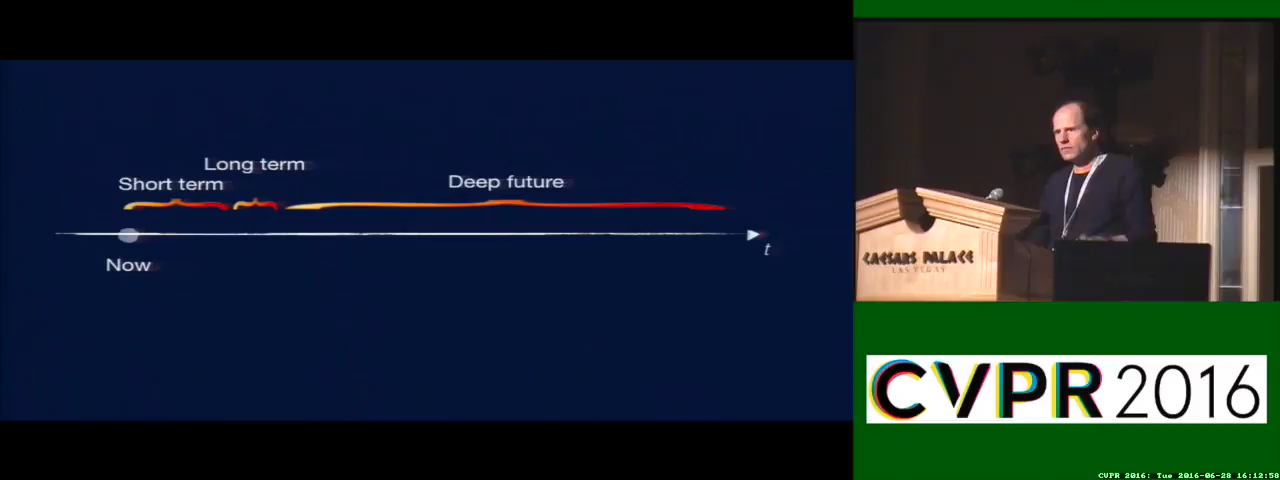 Long term
Short term
Deep future
t
Now
CAESARS PALACE
LAS VEGAS
CVPR 2016
CVPR 2016: Tue 2016-06-28 16:12:58